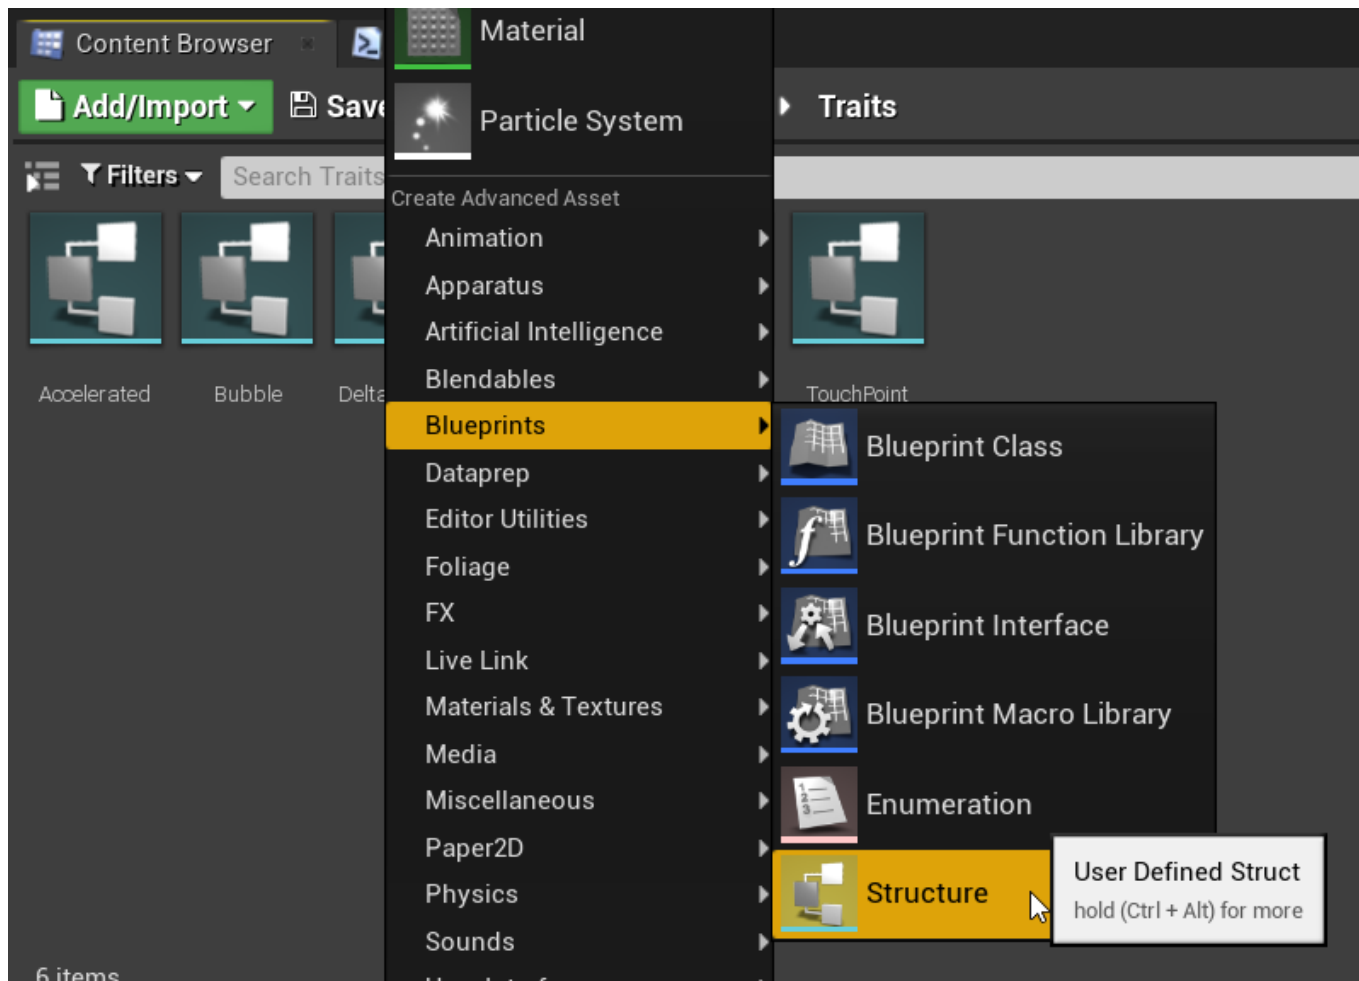 Content Browser
Add/Import
Save
Traits
Filters
Search Traits
Accelerated
Bubble
Delta
TouchPoint
6 items
Material
Particle System
Create Advanced Asset
Animation
Apparatus
Artificial Intelligence
Blendables
Blueprints
Dataprep
Editor Utilities
Foliage
FX
Live Link
Materials & Textures
Media
Miscellaneous
Paper2D
Physics
Sounds
Blueprint Class
Blueprint Function Library
Blueprint Interface
Blueprint Macro Library
Enumeration
Structure
User Defined Struct
hold (Ctrl + Alt) for more